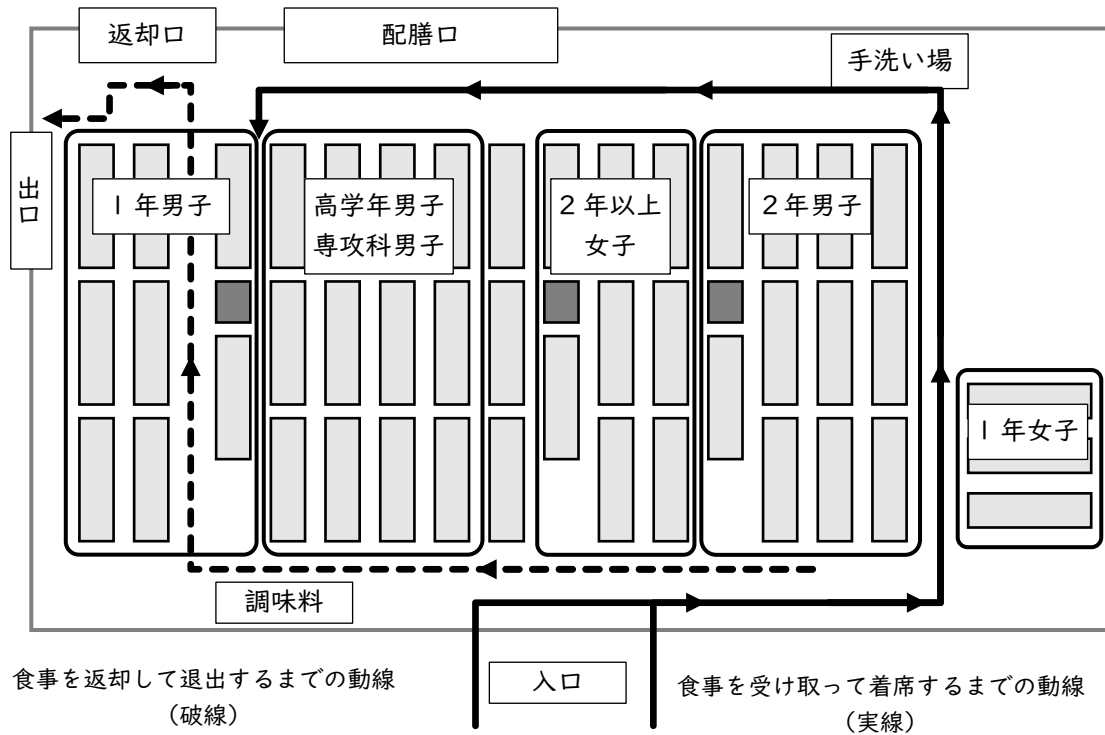 返却口
配膳口
手洗い場
出口
1年男子
高学年男子
専攻科男子
2年以上
女子
2年男子
1年女子
調味料
入口
食事を返却して退出するまでの動線
（破線）
食事を受け取って着席するまでの動線
（実線）